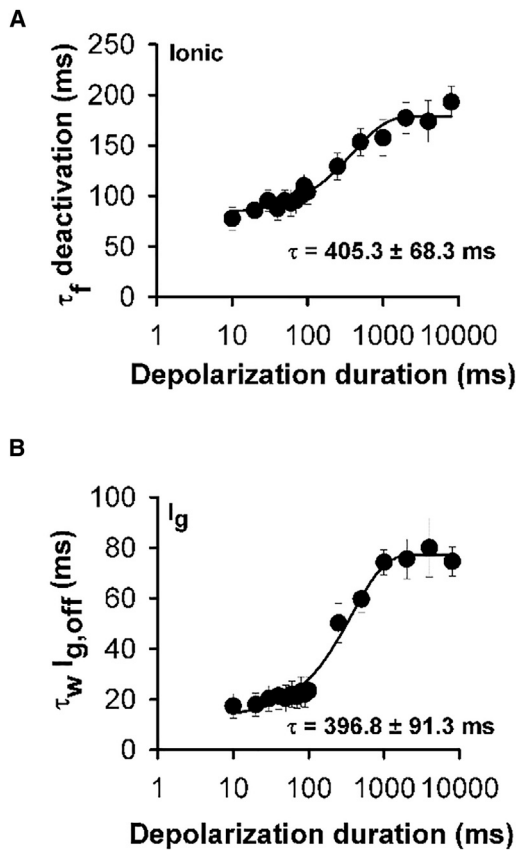 A
Ionic
τf deactivation (ms)
250
200
150
100
50
0
τ = 405.3 ± 68.3 ms
1 10 100 1000 10000
Depolarization duration (ms)
B
Ig
τw Ig,off (ms)
100
80
60
40
20
0
τ = 396.8 ± 91.3 ms
1 10 100 1000 10000
Depolarization duration (ms)